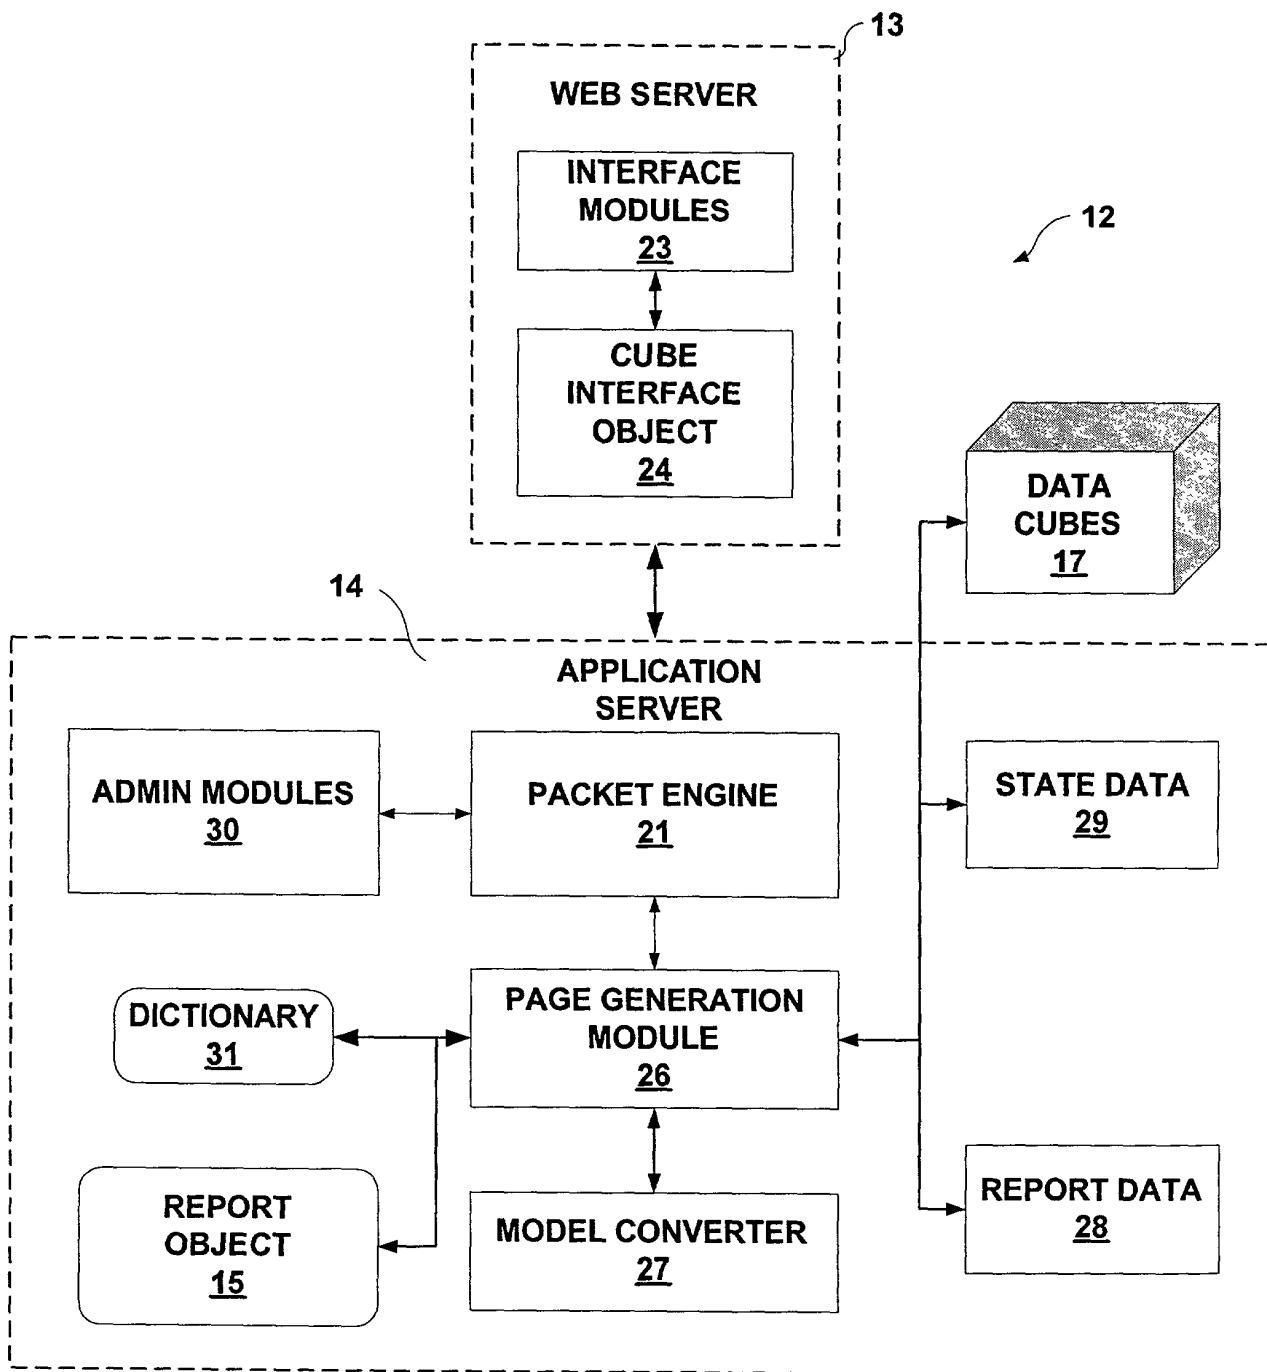 13
WEB SERVER
INTERFACE
MODULES
23
12
CUBE
INTERFACE
OBJECT
24
DATA
CUBES
17
14
APPLICATION
SERVER
ADMIN MODULES
30
PACKET ENGINE
21
STATE DATA
29
DICTIONARY
31
PAGE GENERATION
MODULE
26
REPORT
OBJECT
15
MODEL CONVERTER
27
REPORT DATA
28